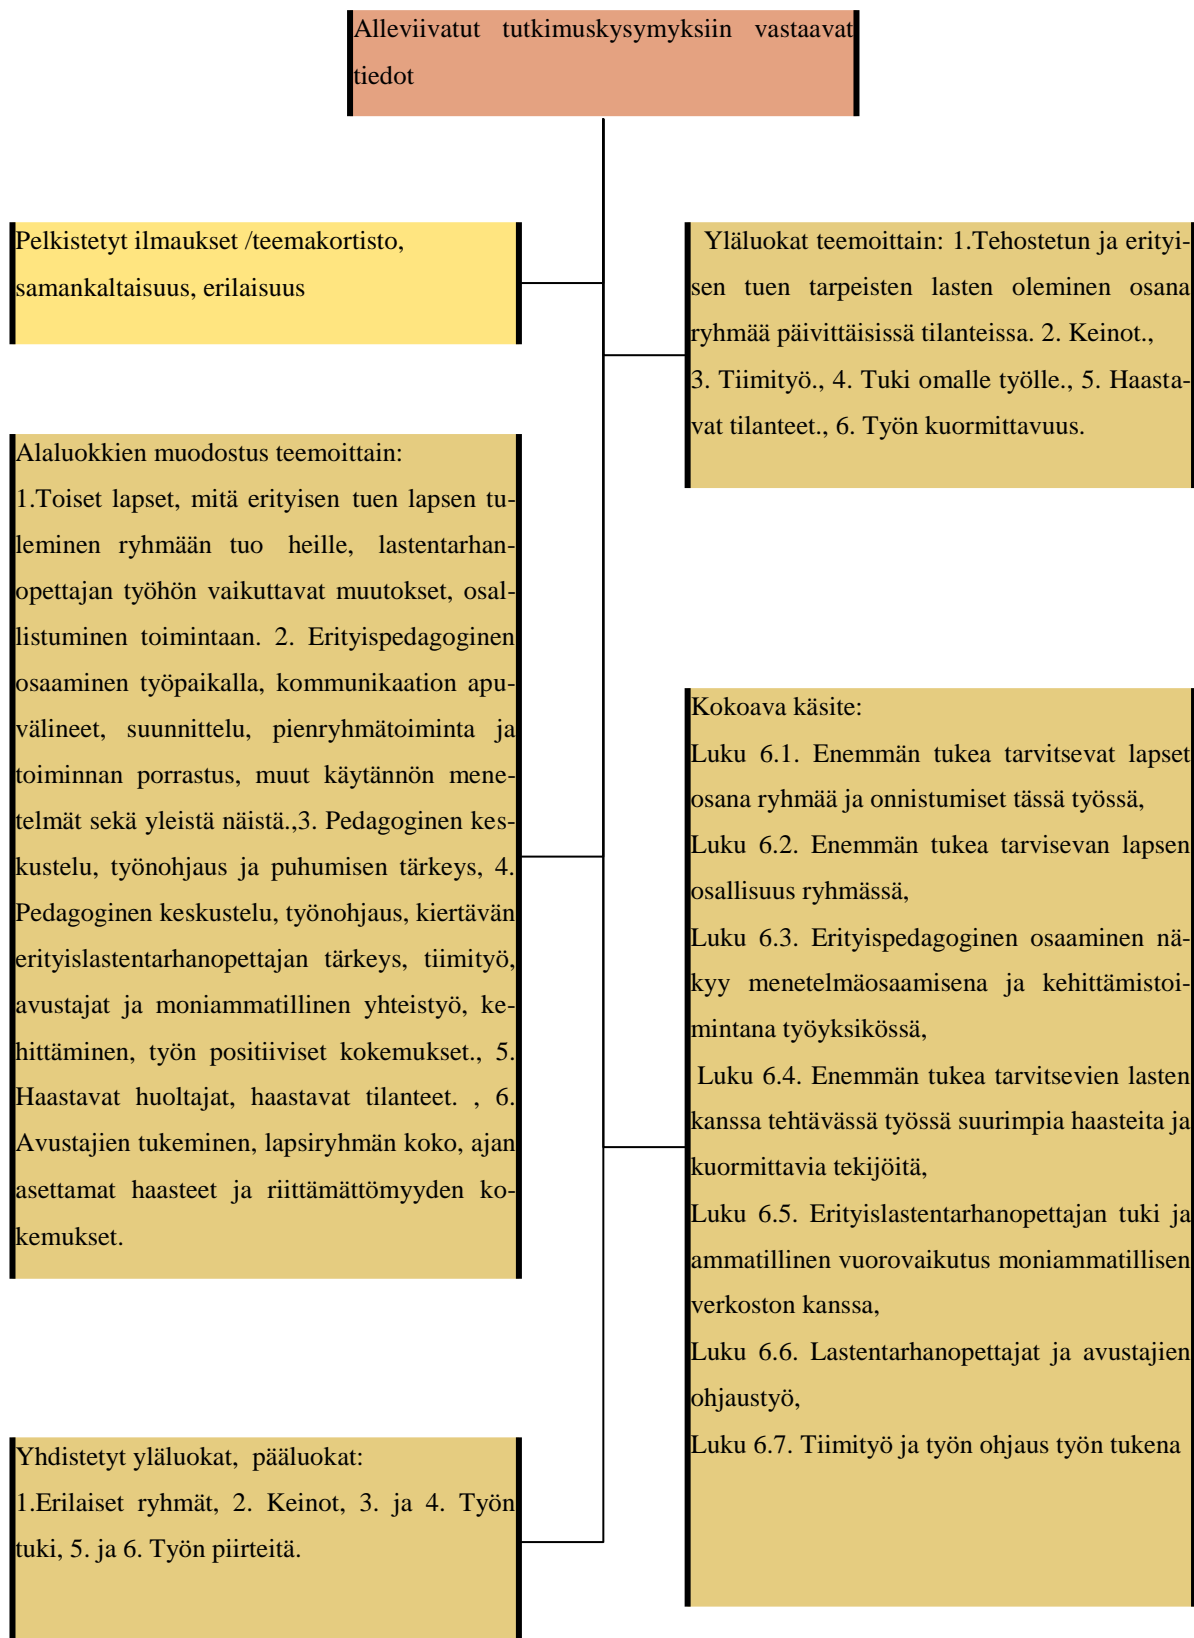 Alleviivatut tutkimuskysymyksiin vastaavat
tiedot
Pelkistetyt ilmaukset /teemakortisto,
samankaltaisuus, erilaisuus
Yläluokat teemoittain: 1.Tehostetun ja erityi-
sen tuen tarpeisten lasten oleminen osana
ryhmää päivittäisissä tilanteissa. 2. Keinot.,
3. Tiimityö., 4. Tuki omalle työlle., 5. Haasta-
vat tilanteet., 6. Työn kuormittavuus.
Alaluokkien muodostus teemoittain:
1.Toiset lapset, mitä erityisen tuen lapsen tu-
leminen ryhmään tuo heille, lastentarhan-
opettajan työhön vaikuttavat muutokset, osal-
listuminen toimintaan. 2. Erityispedagoginen
osaaminen työpaikalla, kommunikaation apu-
välineet, suunnittelu, pienryhmätoiminta ja
toiminnan porrastus, muut käytännön mene-
telmät sekä yleistä näistä.,3. Pedagoginen kes-
kustelu, työnohjaus ja puhumisen tärkeys, 4.
Pedagoginen keskustelu, työnohjaus, kiertävän
erityislastentarhanopettajan tärkeys, tiimityö,
avustajat ja moniammatillinen yhteistyö, ke-
hittäminen, työn positiiviset kokemukset., 5.
Haastavat huoltajat, haastavat tilanteet. , 6.
Avustajien tukeminen, lapsiryhmän koko, ajan
asettamat haasteet ja riittämättömyyden ko-
kemukset.
Kokoava käsite:
Luku 6.1. Enemmän tukea tarvitsevat lapset
osana ryhmää ja onnistumiset tässä työssä,
Luku 6.2. Enemmän tukea tarvisevan lapsen
osallisuus ryhmässä,
Luku 6.3. Erityispedagoginen osaaminen nä-
kyy menetelmäosaamisena ja kehittämistoi-
mintana työyksikössä,
Luku 6.4. Enemmän tukea tarvitsevien lasten
kanssa tehtävässä työssä suurimpia haasteita ja
kuormittavia tekijöitä,
Luku 6.5. Erityislastentarhanopettajan tuki ja
ammatillinen vuorovaikutus moniammatillisen
verkoston kanssa,
Luku 6.6. Lastentarhanopettajat ja avustajien
ohjaustyö,
Luku 6.7. Tiimityö ja työn ohjaus työn tukena
Yhdistetyt yläluokat, pääluokat:
1.Erilaiset ryhmät, 2. Keinot, 3. ja 4. Työn
tuki, 5. ja 6. Työn piirteitä.